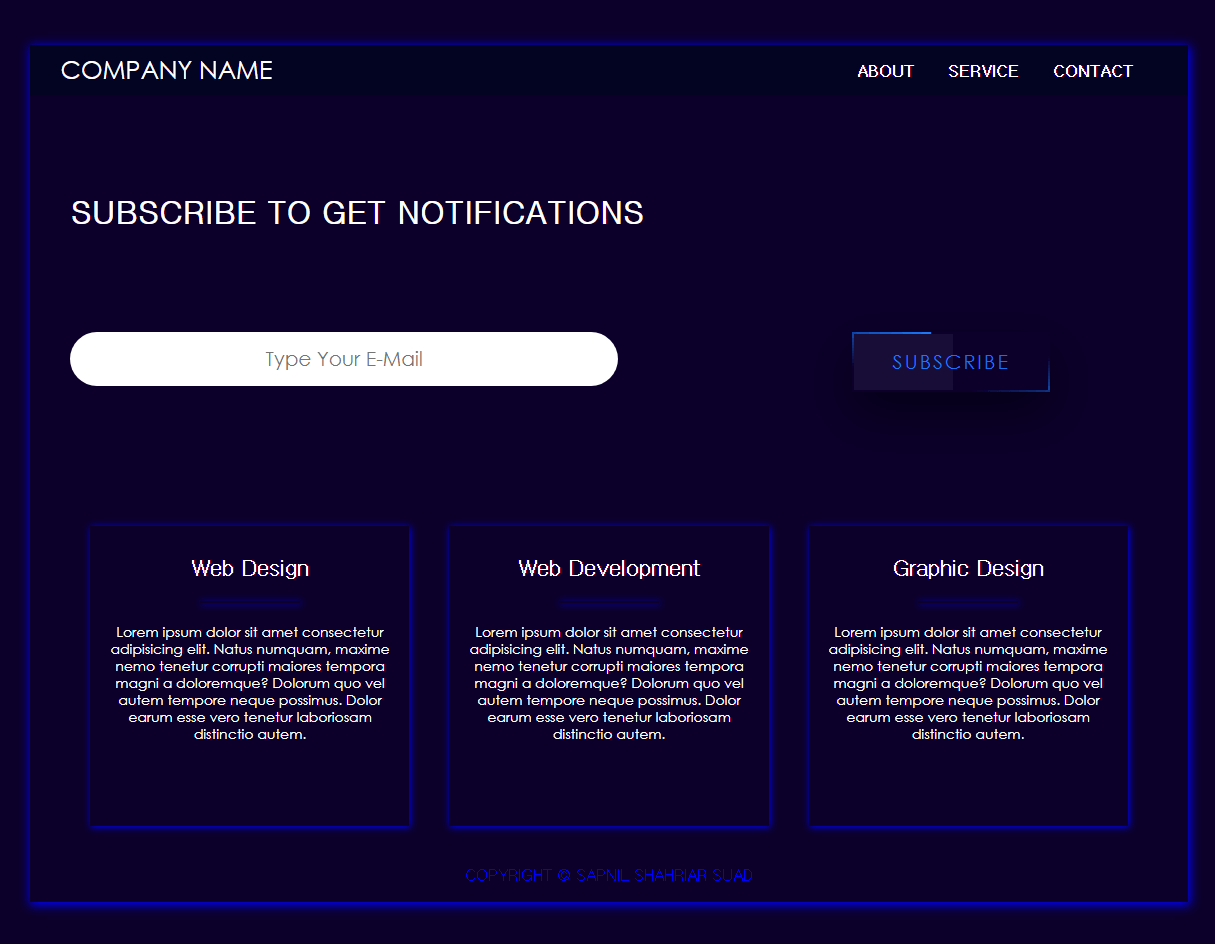 COMPANY NAME
ABOUT SERVICE CONTACT
SUBSCRIBE TO GET NOTIFICATIONS
Type Your E-Mail
SUBSCRIBE
Web Design
Lorem ipsum dolor sit amet consectetur
adipisicing elit. Natus numquam, maxime
nemo tenetur corrupti maiores tempora
magni a doloremque? Dolorum quo vel
autem tempore neque possimus. Dolor
earum esse vero tenetur laboriosam
distinctio autem.
Web Development
Lorem ipsum dolor sit amet consectetur
adipisicing elit. Natus numquam, maxime
nemo tenetur corrupti maiores tempora
magni a doloremque? Dolorum quo vel
autem tempore neque possimus. Dolor
earum esse vero tenetur laboriosam
distinctio autem.
Graphic Design
Lorem ipsum dolor sit amet consectetur
adipisicing elit. Natus numquam, maxime
nemo tenetur corrupti maiores tempora
magni a doloremque? Dolorum quo vel
autem tempore neque possimus. Dolor
earum esse vero tenetur laboriosam
distinctio autem.
COPYRIGHT © SAPNIL SHAHRIAR SUAD